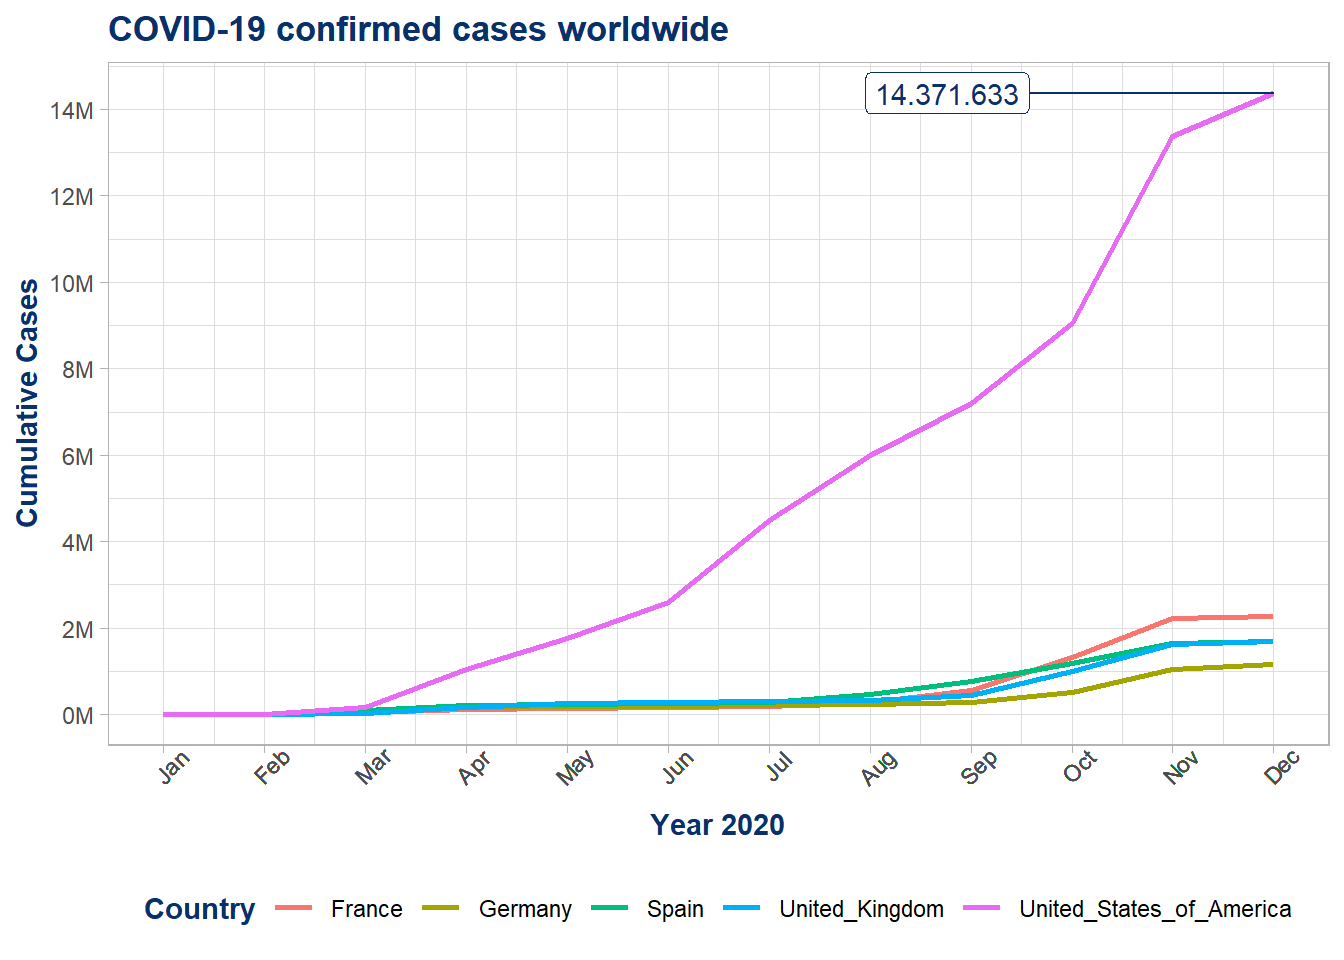 COVID-19 confirmed cases worldwide
14.371.633
14M
12M
10M
8M
6M
4M
2M
0M
Cumulative Cases
Jan Feb Mar Apr May Jun Jul Aug Sep Oct Nov Dec
Year 2020
Country France Germany Spain United_Kingdom United_States_of_America